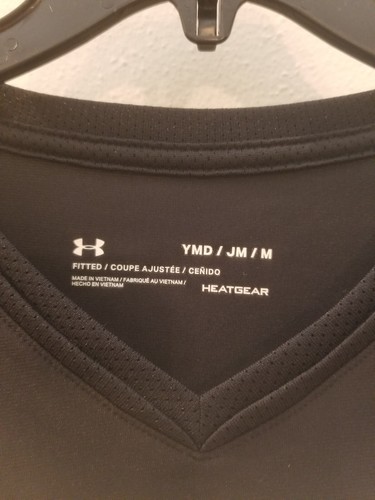 YMD / JM / M
FITTED / COUPE AJUSTÉE / CEÑIDO
MADE IN VIETNAM / FABRIQUÉ AU VIETNAM /
HECHO EN VIETNAM
HEATGEAR